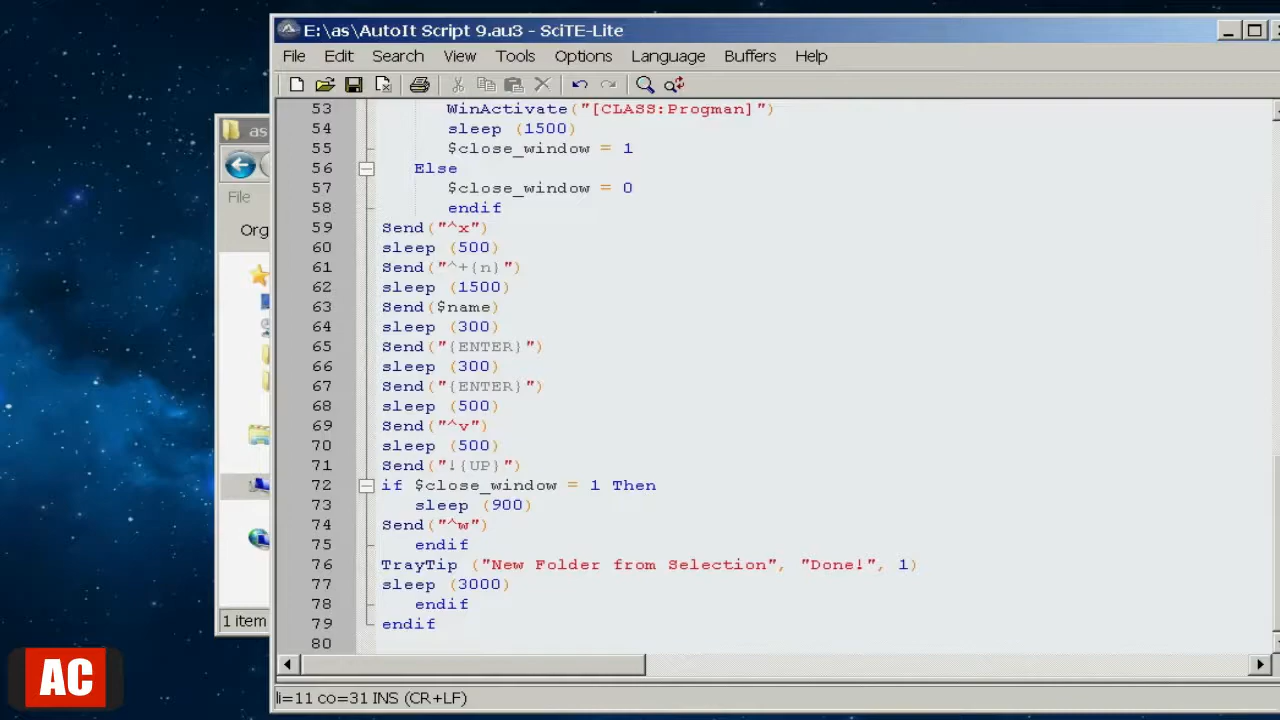 E:\as\AutoIt Script 9.au3 - SciTE-Lite
File Edit Search View Tools Options Language Buffers Help
as
File
Org
1 item
53 WinActivate("[CLASS:Progman]")
54 sleep (1500)
55 $close_window = 1
56 Else
57 $close_window = 0
58 endif
59 Send("^x")
60 sleep (500)
61 Send("^+{n}")
62 sleep (1500)
63 Send($name)
64 sleep (300)
65 Send("{ENTER}")
66 sleep (300)
67 Send("{ENTER}")
68 sleep (500)
69 Send("^v")
70 sleep (500)
71 Send("!{UP}")
72 if $close_window = 1 Then
73 sleep (900)
74 Send("^w")
75 endif
76 TrayTip ("New Folder from Selection", "Done!", 1)
77 sleep (3000)
78 endif
79 endif
80
li=11 co=31 INS (CR+LF)
AC